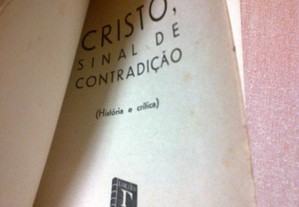 CRISTO,
SINAL DE
CONTRADIÇÃO
(História e crítica)